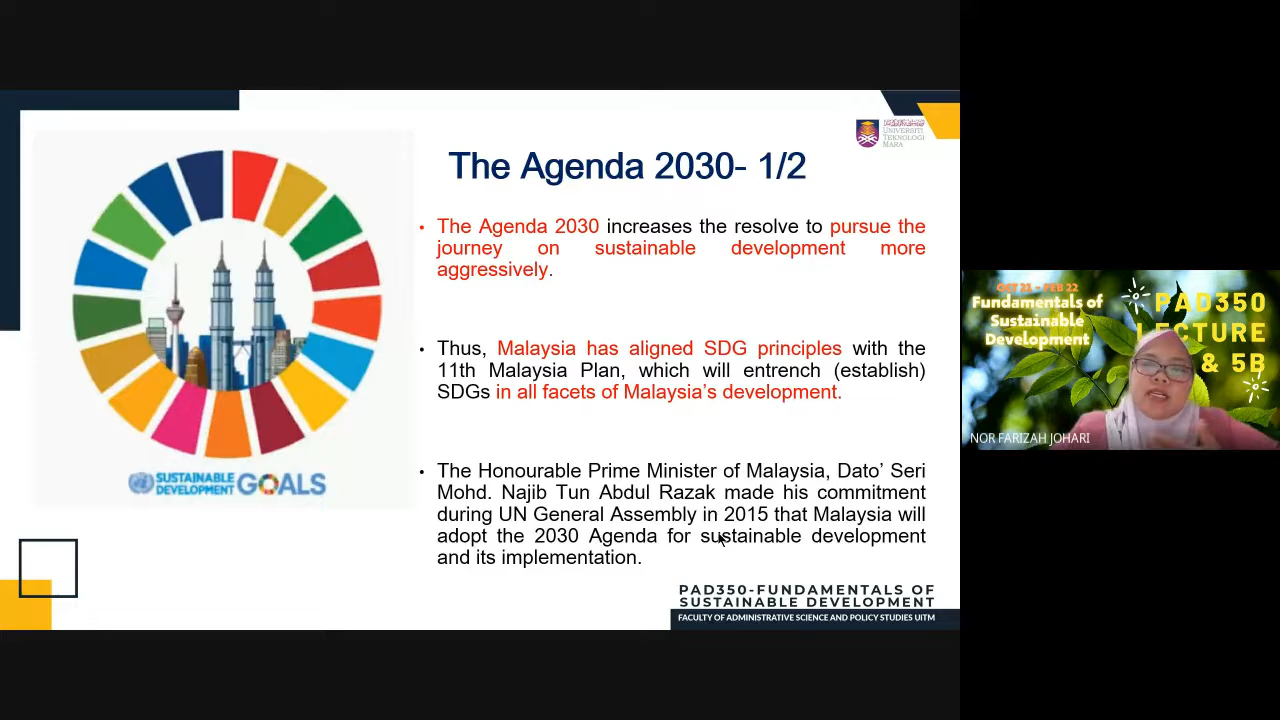 UNIVERSITI
TEKNOLOGI
MARA
The Agenda 2030- 1/2
• The Agenda 2030 increases the resolve to pursue the
journey on sustainable development more
aggressively.
• Thus, Malaysia has aligned SDG principles with the
11th Malaysia Plan, which will entrench (establish)
SDGs in all facets of Malaysia’s development.
• The Honourable Prime Minister of Malaysia, Dato’ Seri
Mohd. Najib Tun Abdul Razak made his commitment
during UN General Assembly in 2015 that Malaysia will
adopt the 2030 Agenda for sustainable development
and its implementation.
SUSTAINABLE
DEVELOPMENT
GOALS
PAD350-FUNDAMENTALS OF
SUSTAINABLE DEVELOPMENT
FACULTY OF ADMINISTRATIVE SCIENCE AND POLICY STUDIES UITM
OCT 21 - FEB 22
Fundamentals of
Sustainable
Development
PAD350
LECTURE
& 5B
NOR FARIZAH JOHARI